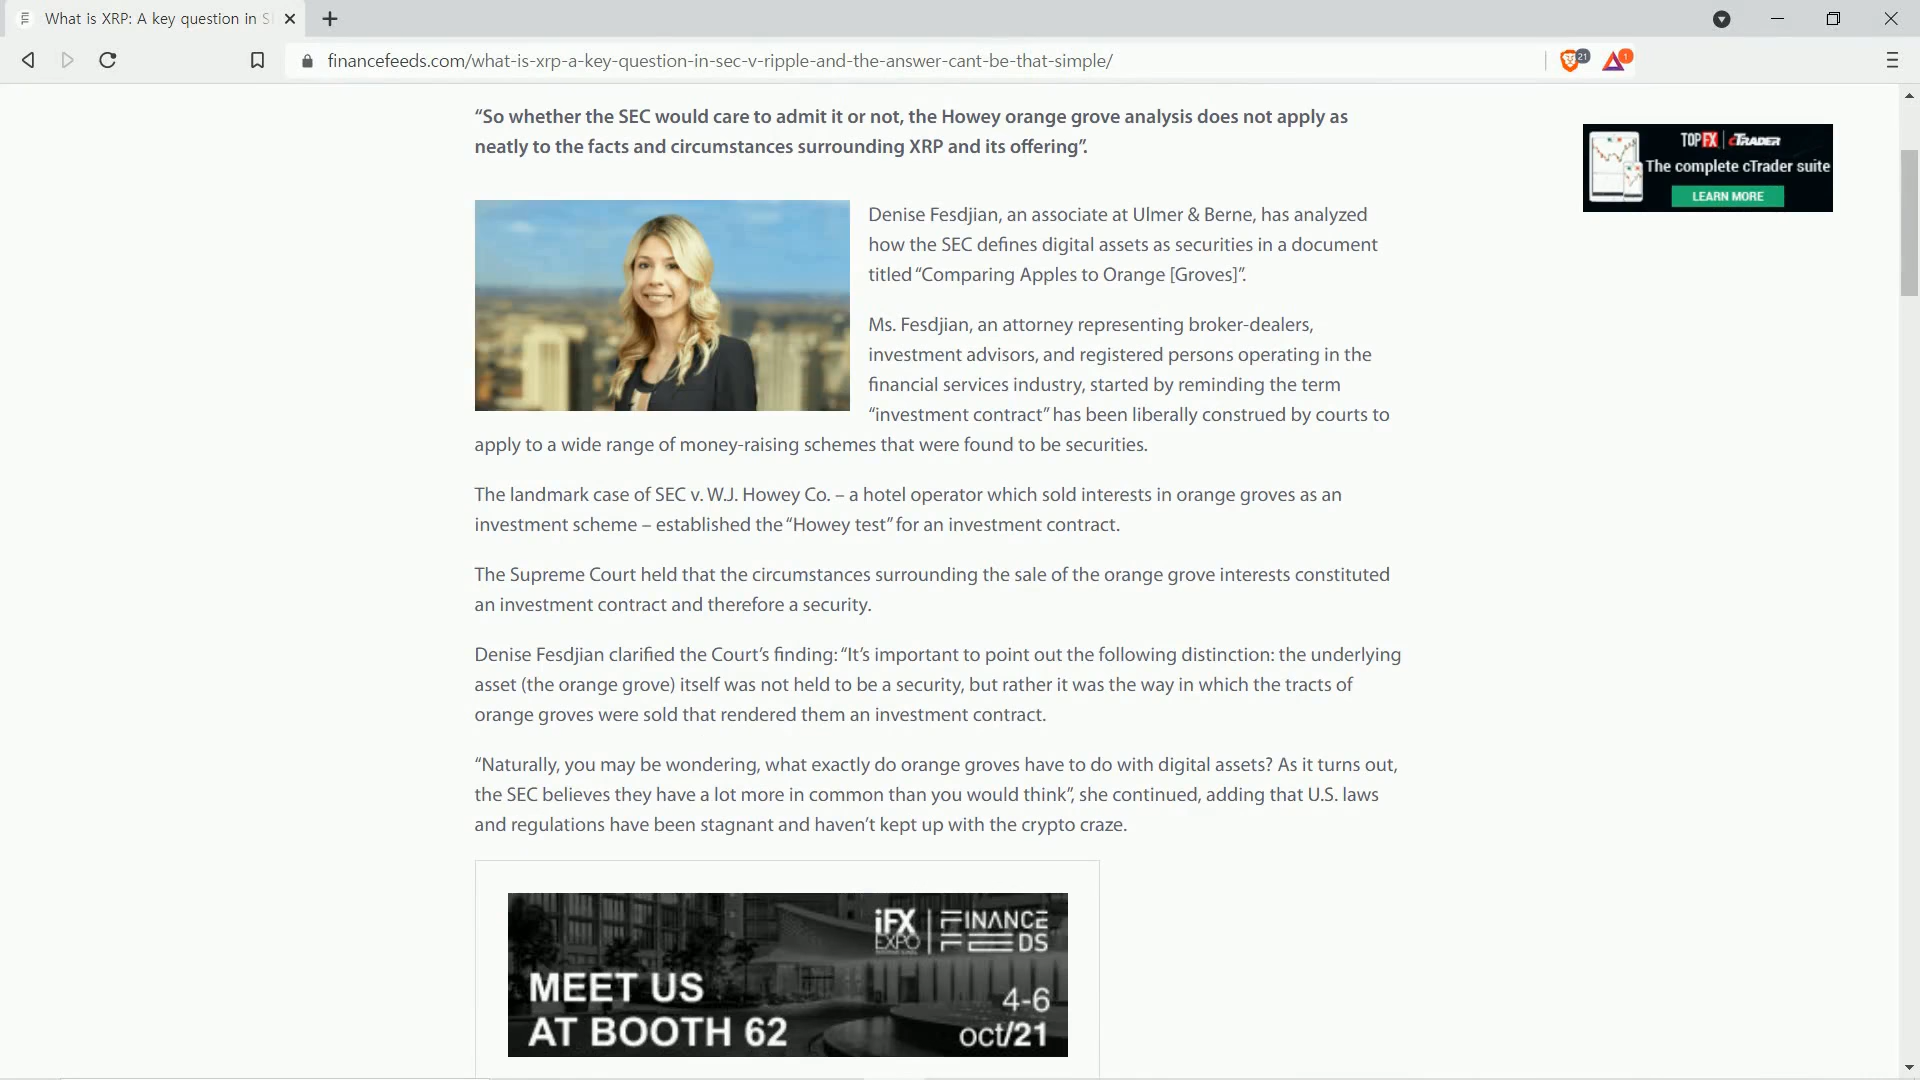 What is XRP: A key question in S
financefeeds.com/what-is-xrp-a-key-question-in-sec-v-ripple-and-the-answer-cant-be-that-simple/
21
1
“So whether the SEC would care to admit it or not, the Howey orange grove analysis does not apply as
neatly to the facts and circumstances surrounding XRP and its offering”.
TOPFX | cTRADER
The complete cTrader suite
LEARN MORE
Denise Fesdjian, an associate at Ulmer & Berne, has analyzed
how the SEC defines digital assets as securities in a document
titled “Comparing Apples to Orange [Groves]”.
Ms. Fesdjian, an attorney representing broker-dealers,
investment advisors, and registered persons operating in the
financial services industry, started by reminding the term
“investment contract” has been liberally construed by courts to
apply to a wide range of money-raising schemes that were found to be securities.
The landmark case of SEC v. W.J. Howey Co. – a hotel operator which sold interests in orange groves as an
investment scheme – established the “Howey test” for an investment contract.
The Supreme Court held that the circumstances surrounding the sale of the orange grove interests constituted
an investment contract and therefore a security.
Denise Fesdjian clarified the Court’s finding: “It’s important to point out the following distinction: the underlying
asset (the orange grove) itself was not held to be a security, but rather it was the way in which the tracts of
orange groves were sold that rendered them an investment contract.
“Naturally, you may be wondering, what exactly do orange groves have to do with digital assets? As it turns out,
the SEC believes they have a lot more in common than you would think”, she continued, adding that U.S. laws
and regulations have been stagnant and haven’t kept up with the crypto craze.
iFX EXPO | FINANCE FEEDS
MEET US
AT BOOTH 62
4-6
oct/21